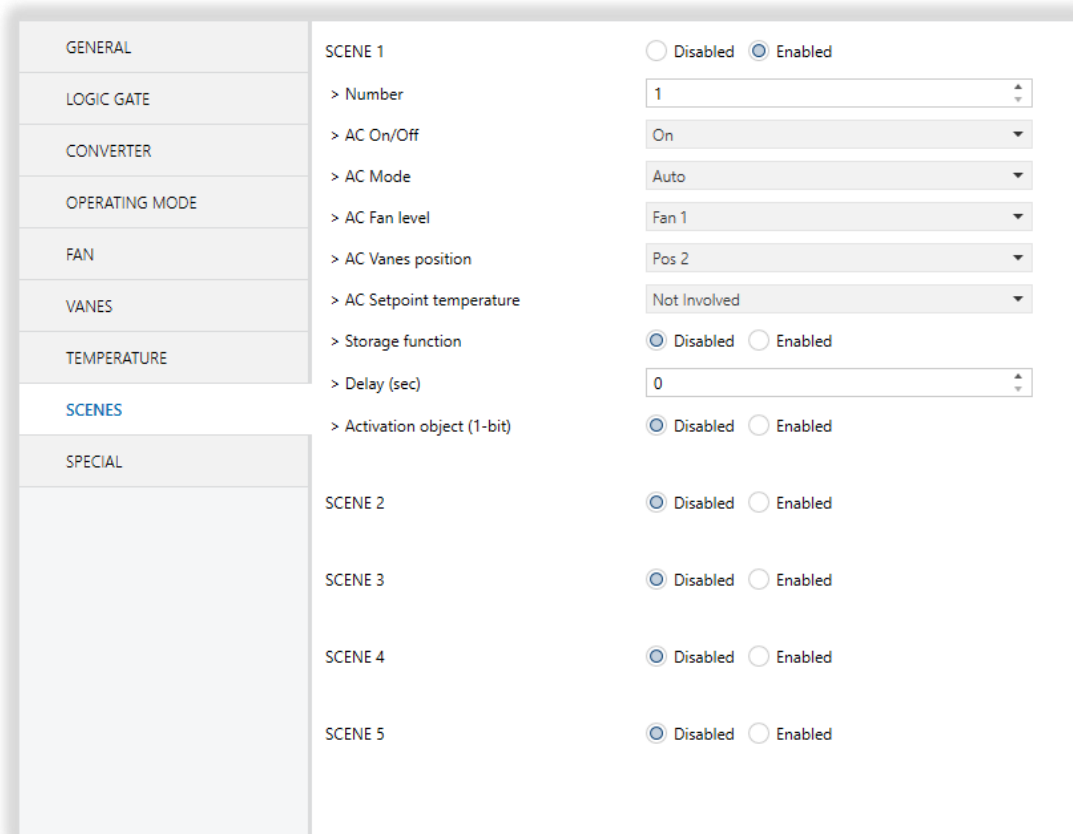 GENERAL
LOGIC GATE
CONVERTER
OPERATING MODE
FAN
VANES
TEMPERATURE
SCENES
SPECIAL
SCENE 1 Disabled Enabled
> Number 1
> AC On/Off On
> AC Mode Auto
> AC Fan level Fan 1
> AC Vanes position Pos 2
> AC Setpoint temperature Not Involved
> Storage function Disabled Enabled
> Delay (sec) 0
> Activation object (1-bit) Disabled Enabled
SCENE 2 Disabled Enabled
SCENE 3 Disabled Enabled
SCENE 4 Disabled Enabled
SCENE 5 Disabled Enabled